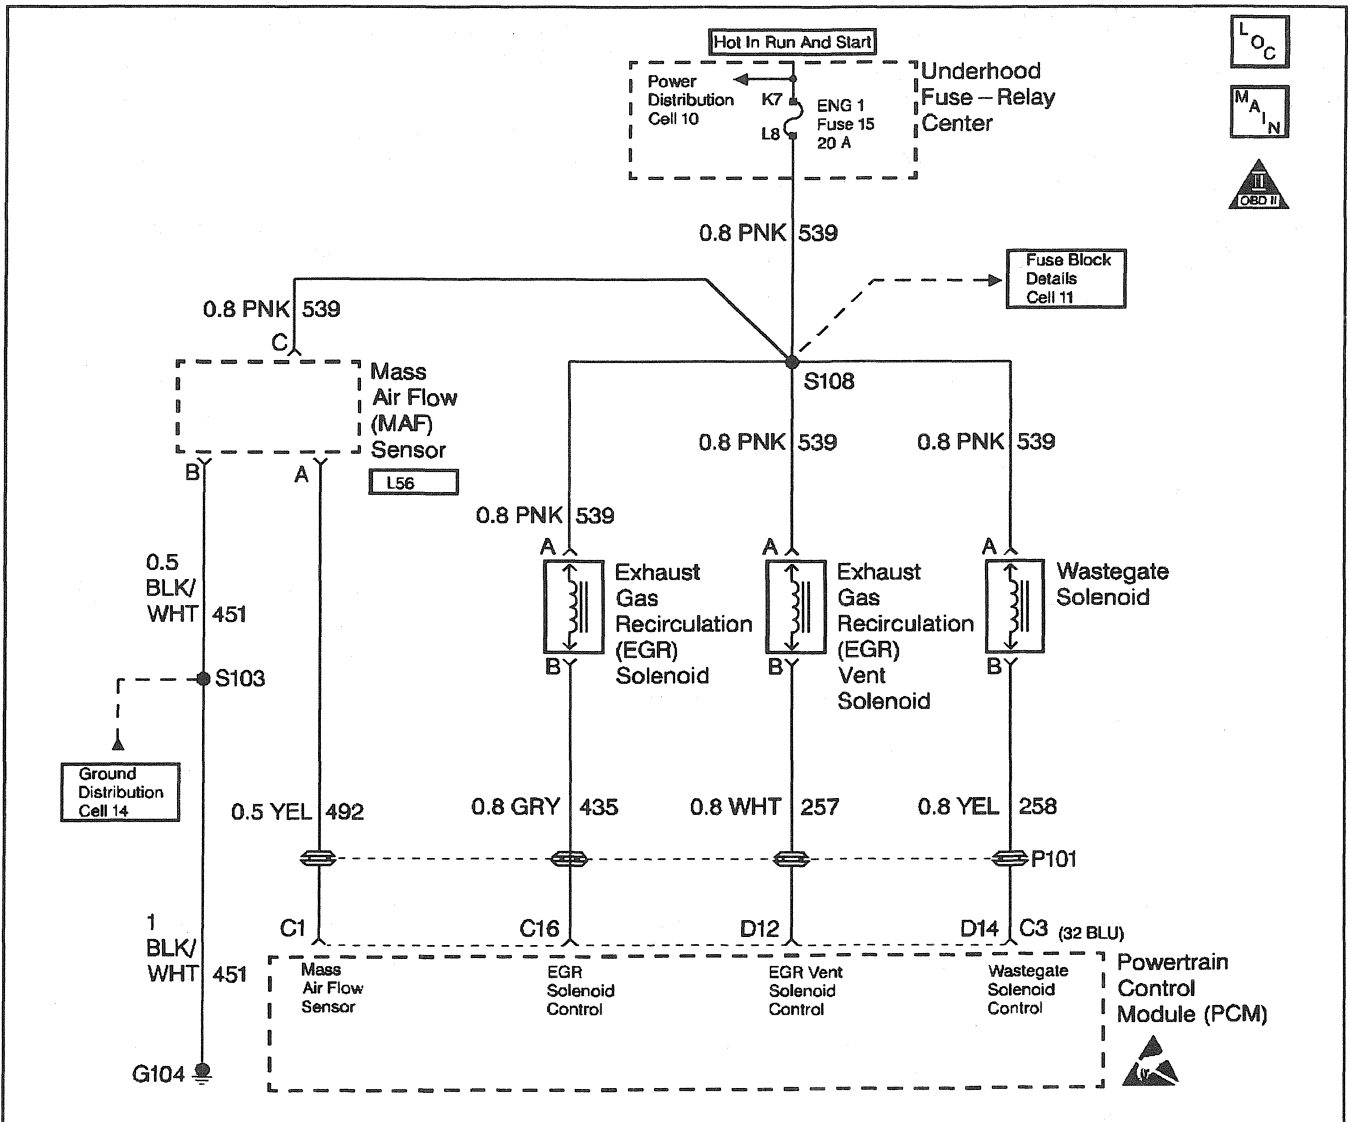 Hot In Run And Start
L O C
M A I N
II
OBD II
Power
Distribution
Cell 10
K7
L8
ENG 1
Fuse 15
20 A
Underhood
Fuse – Relay
Center
0.8 PNK 539
Fuse Block
Details
Cell 11
0.8 PNK 539
C
S108
Mass
Air Flow
(MAF)
Sensor
L56
B
A
0.8 PNK 539
0.8 PNK 539
0.8 PNK 539
A
A
A
Exhaust
Gas
Recirculation
(EGR)
Solenoid
Exhaust
Gas
Recirculation
(EGR)
Vent
Solenoid
Wastegate
Solenoid
B
B
B
0.5
BLK/
WHT 451
S103
Ground
Distribution
Cell 14
0.5 YEL 492
0.8 GRY 435
0.8 WHT 257
0.8 YEL 258
P101
1
BLK/
WHT 451
C1
C16
D12
D14
C3 (32 BLU)
Mass
Air Flow
Sensor
EGR
Solenoid
Control
EGR Vent
Solenoid
Control
Wastegate
Solenoid
Control
Powertrain
Control
Module (PCM)
G104